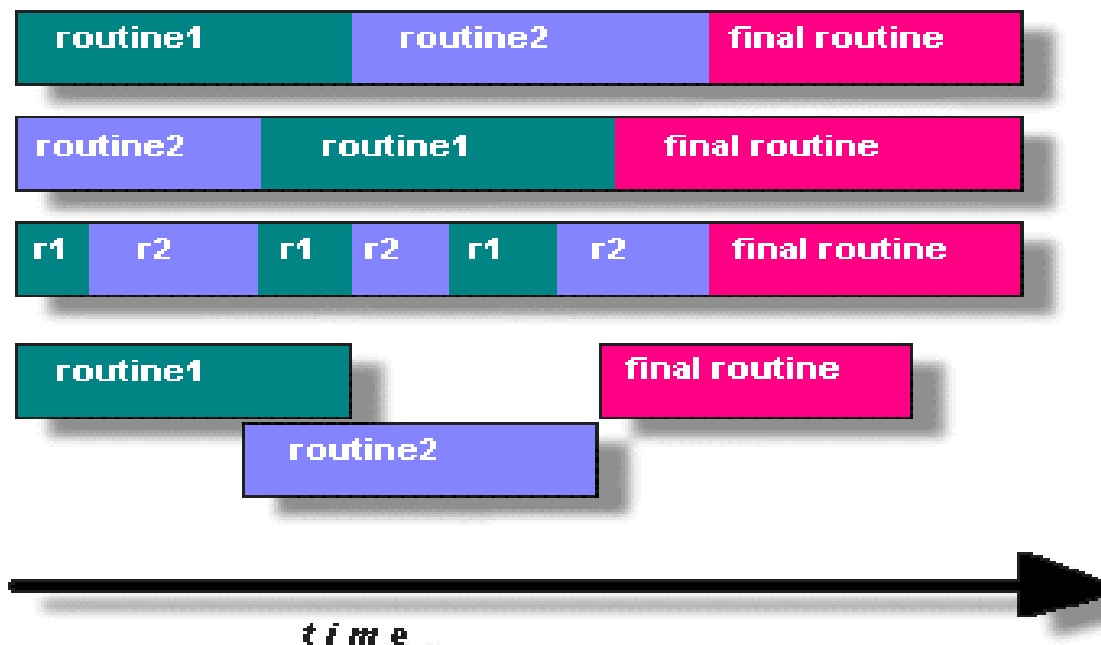 routine1 routine2 final routine
routine2 routine1 final routine
r1 r2 r1 r2 r1 r2 final routine
routine1 final routine
routine2
time